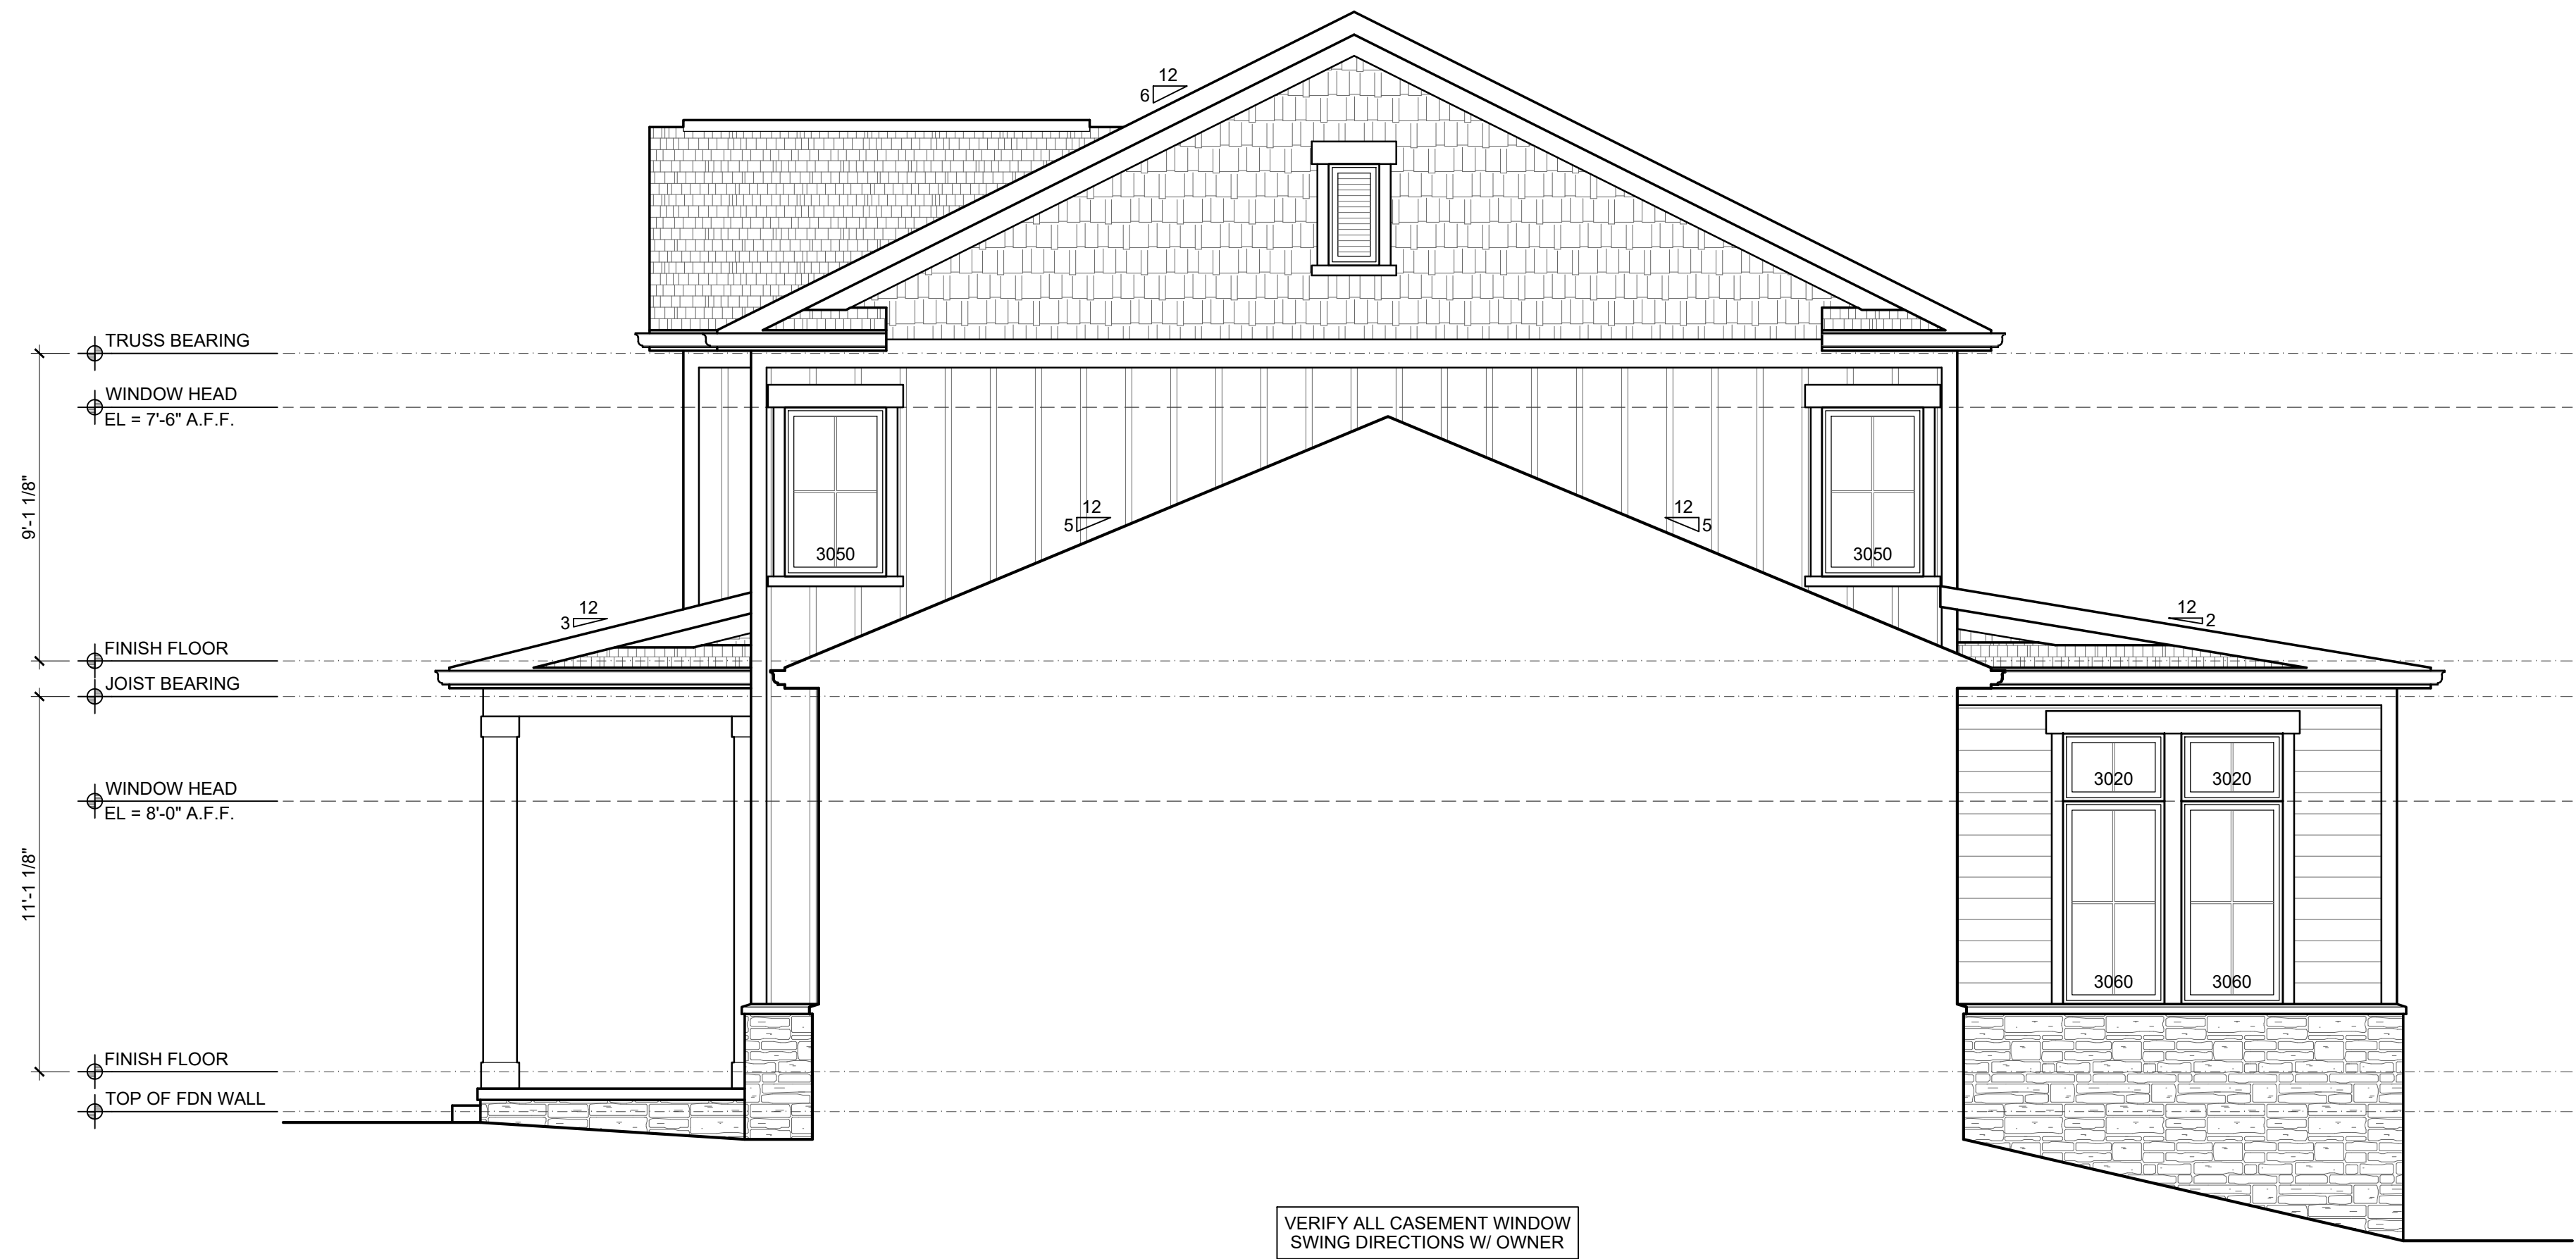 12
6
TRUSS BEARING
WINDOW HEAD
EL = 7'-6" A.F.F.
9'-1 1/8"
12
5
12
5
3050
3050
12
3
12
2
FINISH FLOOR
JOIST BEARING
WINDOW HEAD
EL = 8'-0" A.F.F.
3020
3020
11'-1 1/8"
3060
3060
FINISH FLOOR
TOP OF FDN WALL
VERIFY ALL CASEMENT WINDOW
SWING DIRECTIONS W/ OWNER